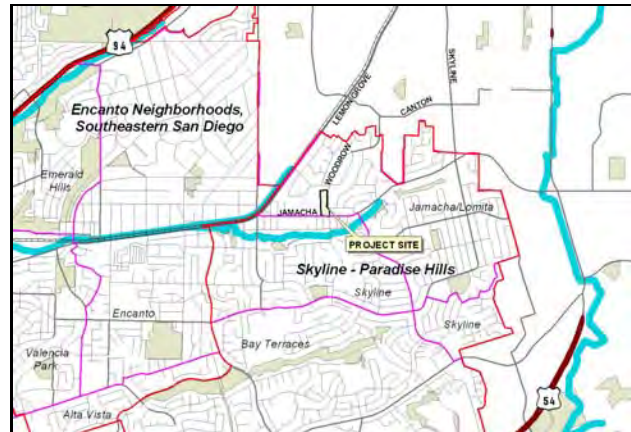 94
Encanto Neighborhoods,
Southeastern San Diego
Emerald
Hills
LEMON GROVE
SKYLINE
CANTON
WOODROW
JAMACHA
Jamacha/Lomita
PROJECT SITE
Skyline - Paradise Hills
Skyline
Encanto
Skyline
Bay Terraces
Valencia
Park
Alta Vista
54